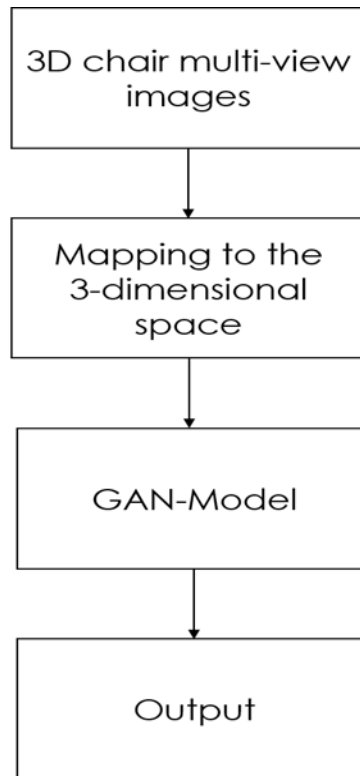 3D chair multi-view
images
Mapping to the
3-dimensional
space
GAN-Model
Output